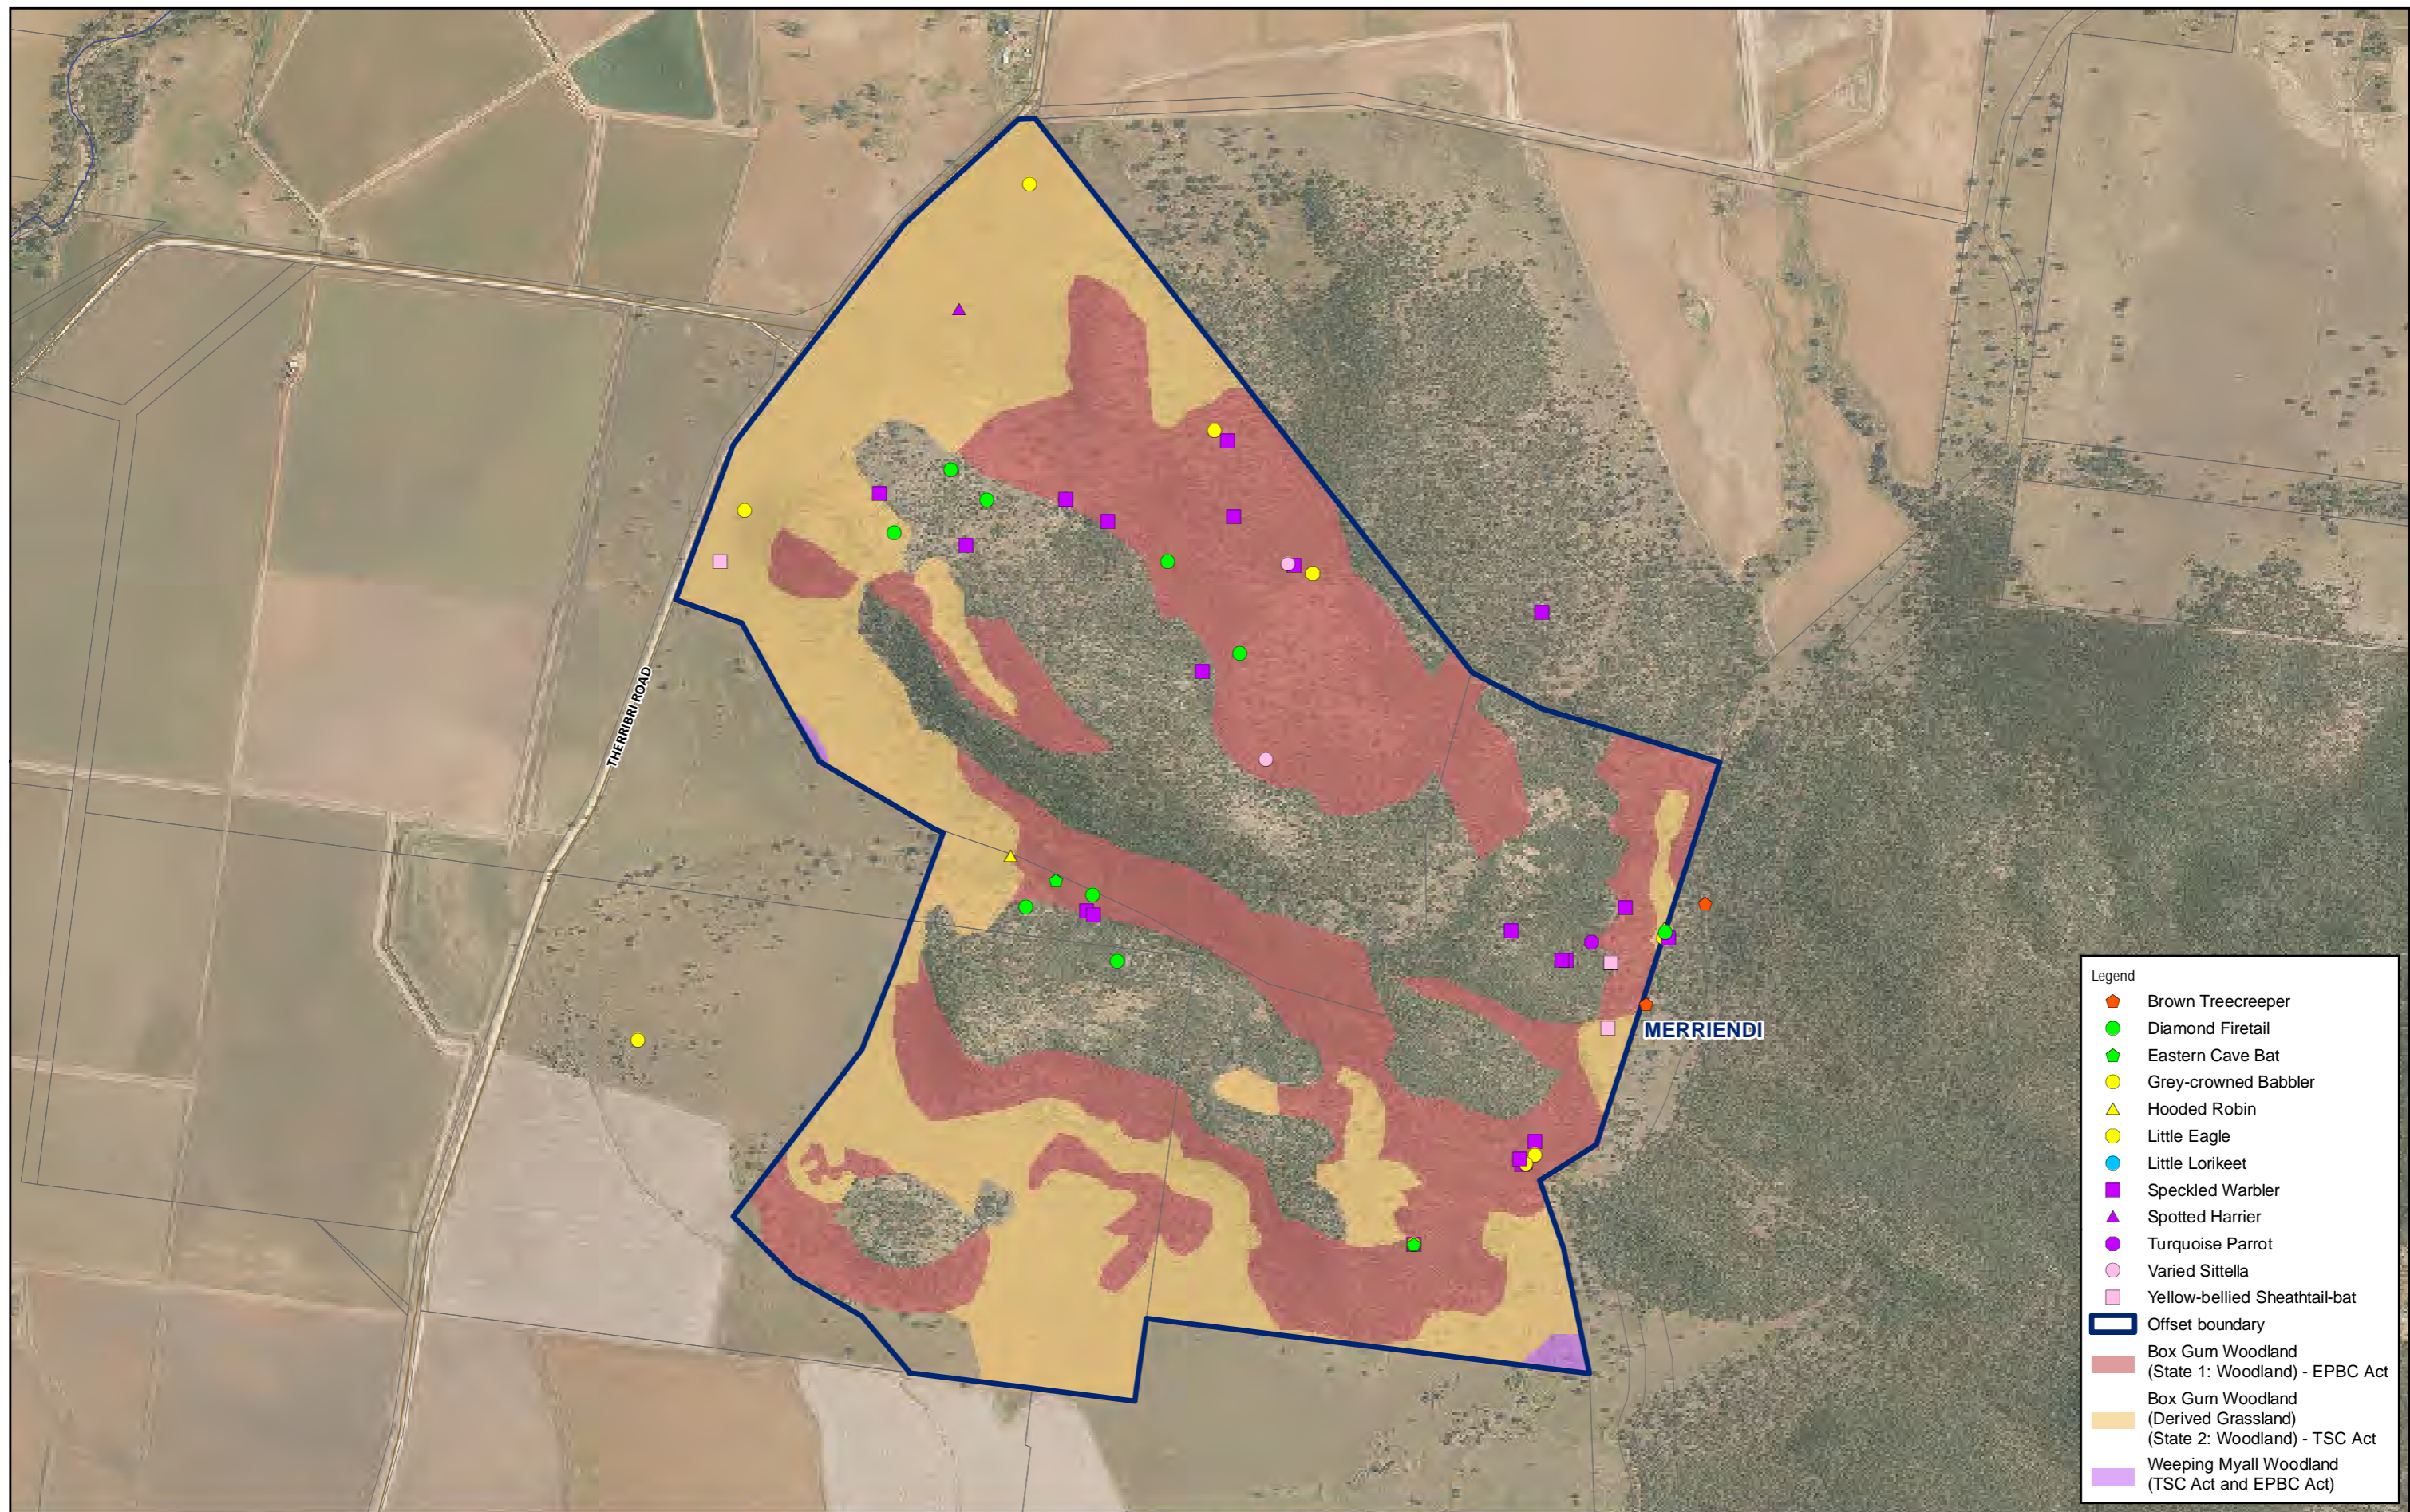 THERRIBRI ROAD
MERRIENDI
Legend
Brown Treecreeper
Diamond Firetail
Eastern Cave Bat
Grey-crowned Babbler
Hooded Robin
Little Eagle
Little Lorikeet
Speckled Warbler
Spotted Harrier
Turquoise Parrot
Varied Sittella
Yellow-bellied Sheathtail-bat
Offset boundary
Box Gum Woodland
(State 1: Woodland) - EPBC Act
Box Gum Woodland
(Derived Grassland)
(State 2: Woodland) - TSC Act
Weeping Myall Woodland
(TSC Act and EPBC Act)